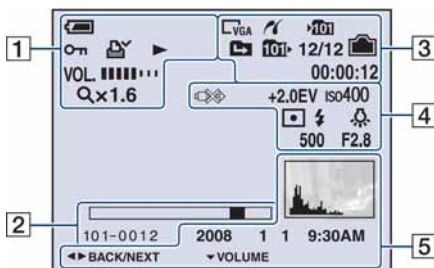 1
VGA 101
3
101 12/12
VOL.
00:00:12
×1.6
+2.0EV ISO400
4
500 F2.8
2
101-0012 2008 1 1 9:30AM
5
BACK/NEXT VOLUME